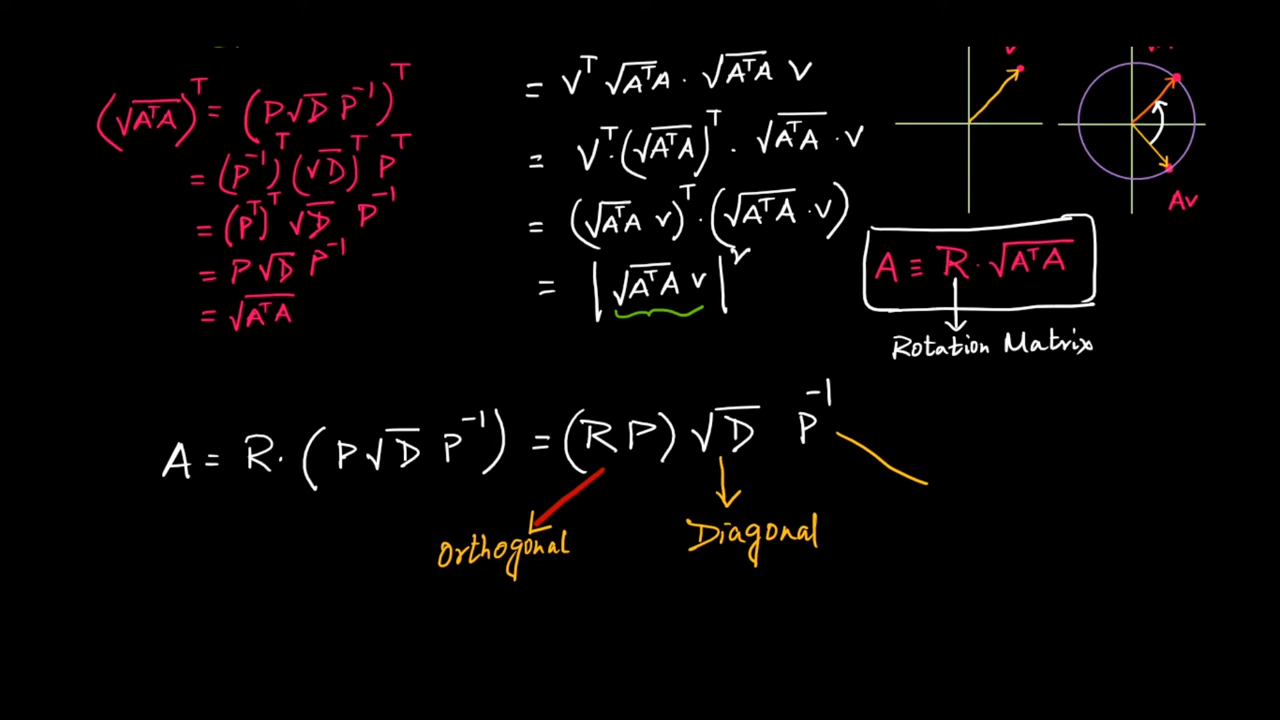 (√AᵀA)ᵀ = (P√D P⁻¹)ᵀ
= (P⁻¹)ᵀ (√D)ᵀ Pᵀ
= (Pᵀ)ᵀ √D P⁻¹
= P√D P⁻¹
= √AᵀA
= Vᵀ √AᵀA · √AᵀA V
= Vᵀ·(√AᵀA)ᵀ · √AᵀA · V
= (√AᵀA V)ᵀ · (√AᵀA · V)
= |√AᵀA V|²
Av
A ≡ R · √AᵀA
Rotation Matrix
A = R · (P√D P⁻¹) = (R P) √D P⁻¹
Orthogonal
Diagonal